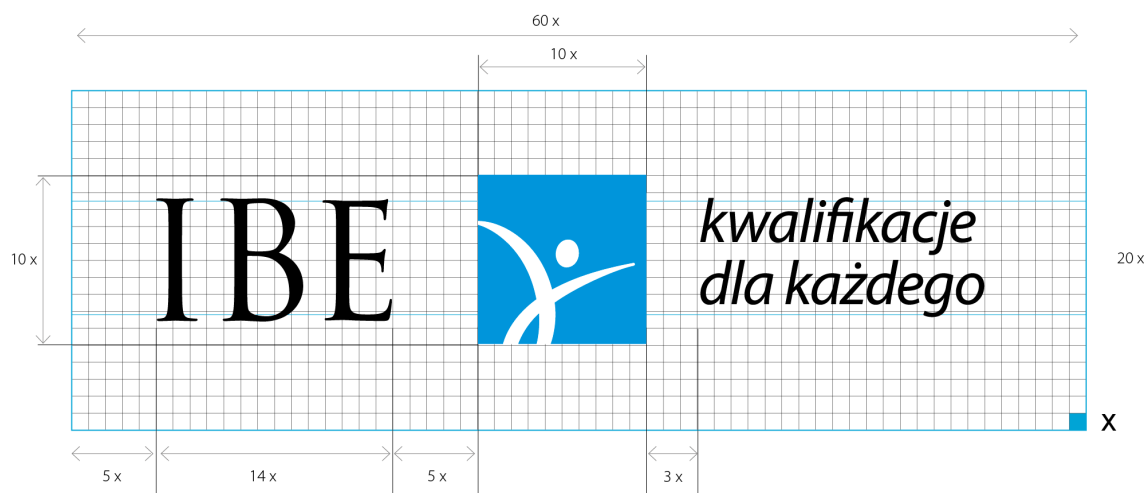 60 x
10 x
IBE
kwalifikacje
dla każdego
10 x
20 x
x
5 x
14 x
5 x
3 x